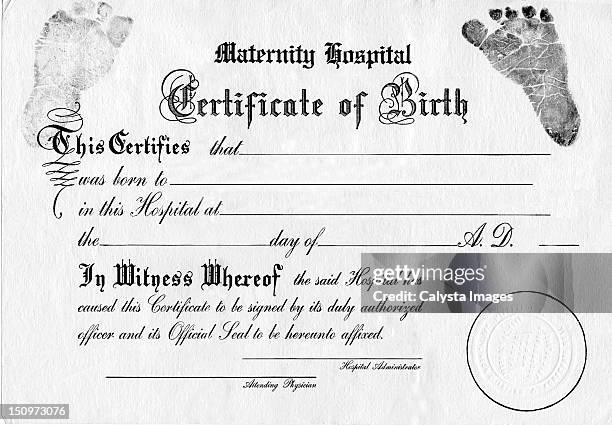 Maternity Hospital
Certificate of Birth
This Certifies that
was born to
in this Hospital at
the day of A. D.
In Witness Whereof the said Hospital has
caused this Certificate to be signed by its duly authorized
officer and its Official Seal to be hereunto affixed.
Hospital Administrator
Attending Physician
gettyimages
Calysta Images
150973076